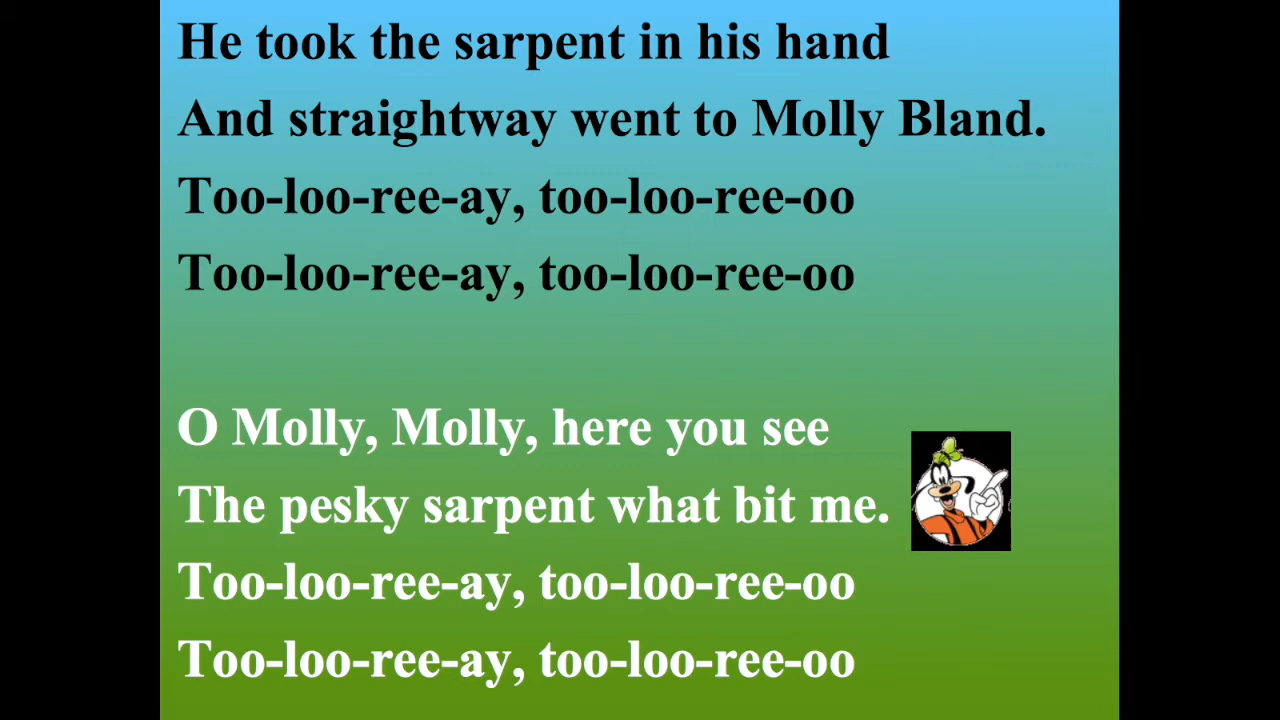 He took the sarpent in his hand
And straightway went to Molly Bland.
Too-loo-ree-ay, too-loo-ree-oo
Too-loo-ree-ay, too-loo-ree-oo
O Molly, Molly, here you see
The pesky sarpent what bit me.
Too-loo-ree-ay, too-loo-ree-oo
Too-loo-ree-ay, too-loo-ree-oo